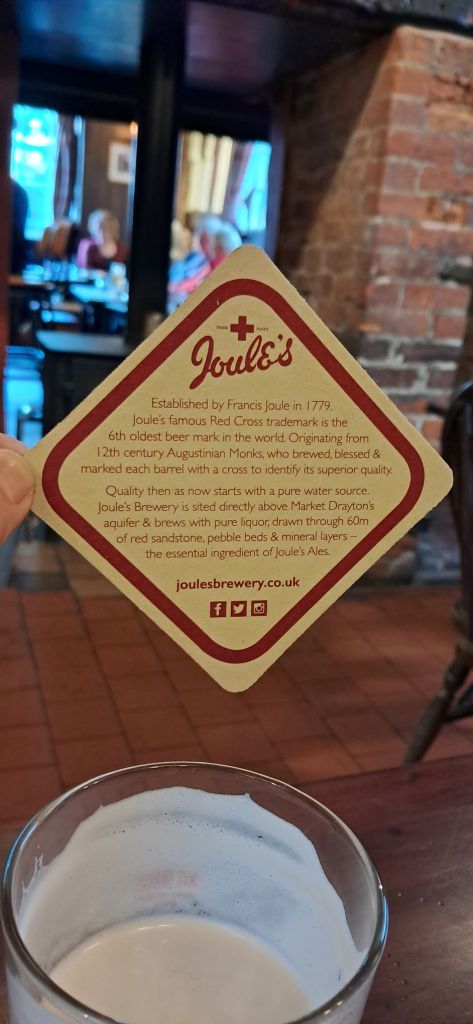 TRADE MARK
Joule's
Established by Francis Joule in 1779,
Joule's famous Red Cross trademark is the
6th oldest beer mark in the world. Originating from
12th century Augustinian Monks, who brewed, blessed &
marked each barrel with a cross to identify its superior quality.
Quality then as now starts with a pure water source.
Joule's Brewery is sited directly above Market Drayton's
aquifer & brews with pure liquor, drawn through 60m
of red sandstone, pebble beds & mineral layers –
the essential ingredient of Joule's Ales.
joulesbrewery.co.uk